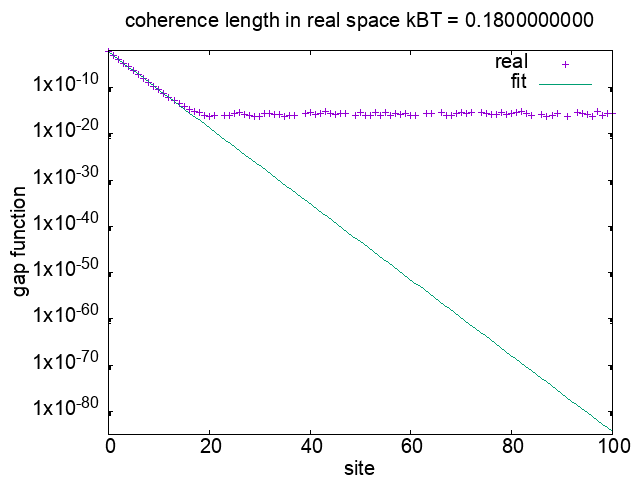 coherence length in real space kBT = 0.1800000000
real
fit
1x10^-10
1x10^-20
1x10^-30
1x10^-40
1x10^-50
1x10^-60
1x10^-70
1x10^-80
gap function
0 20 40 60 80 100
site